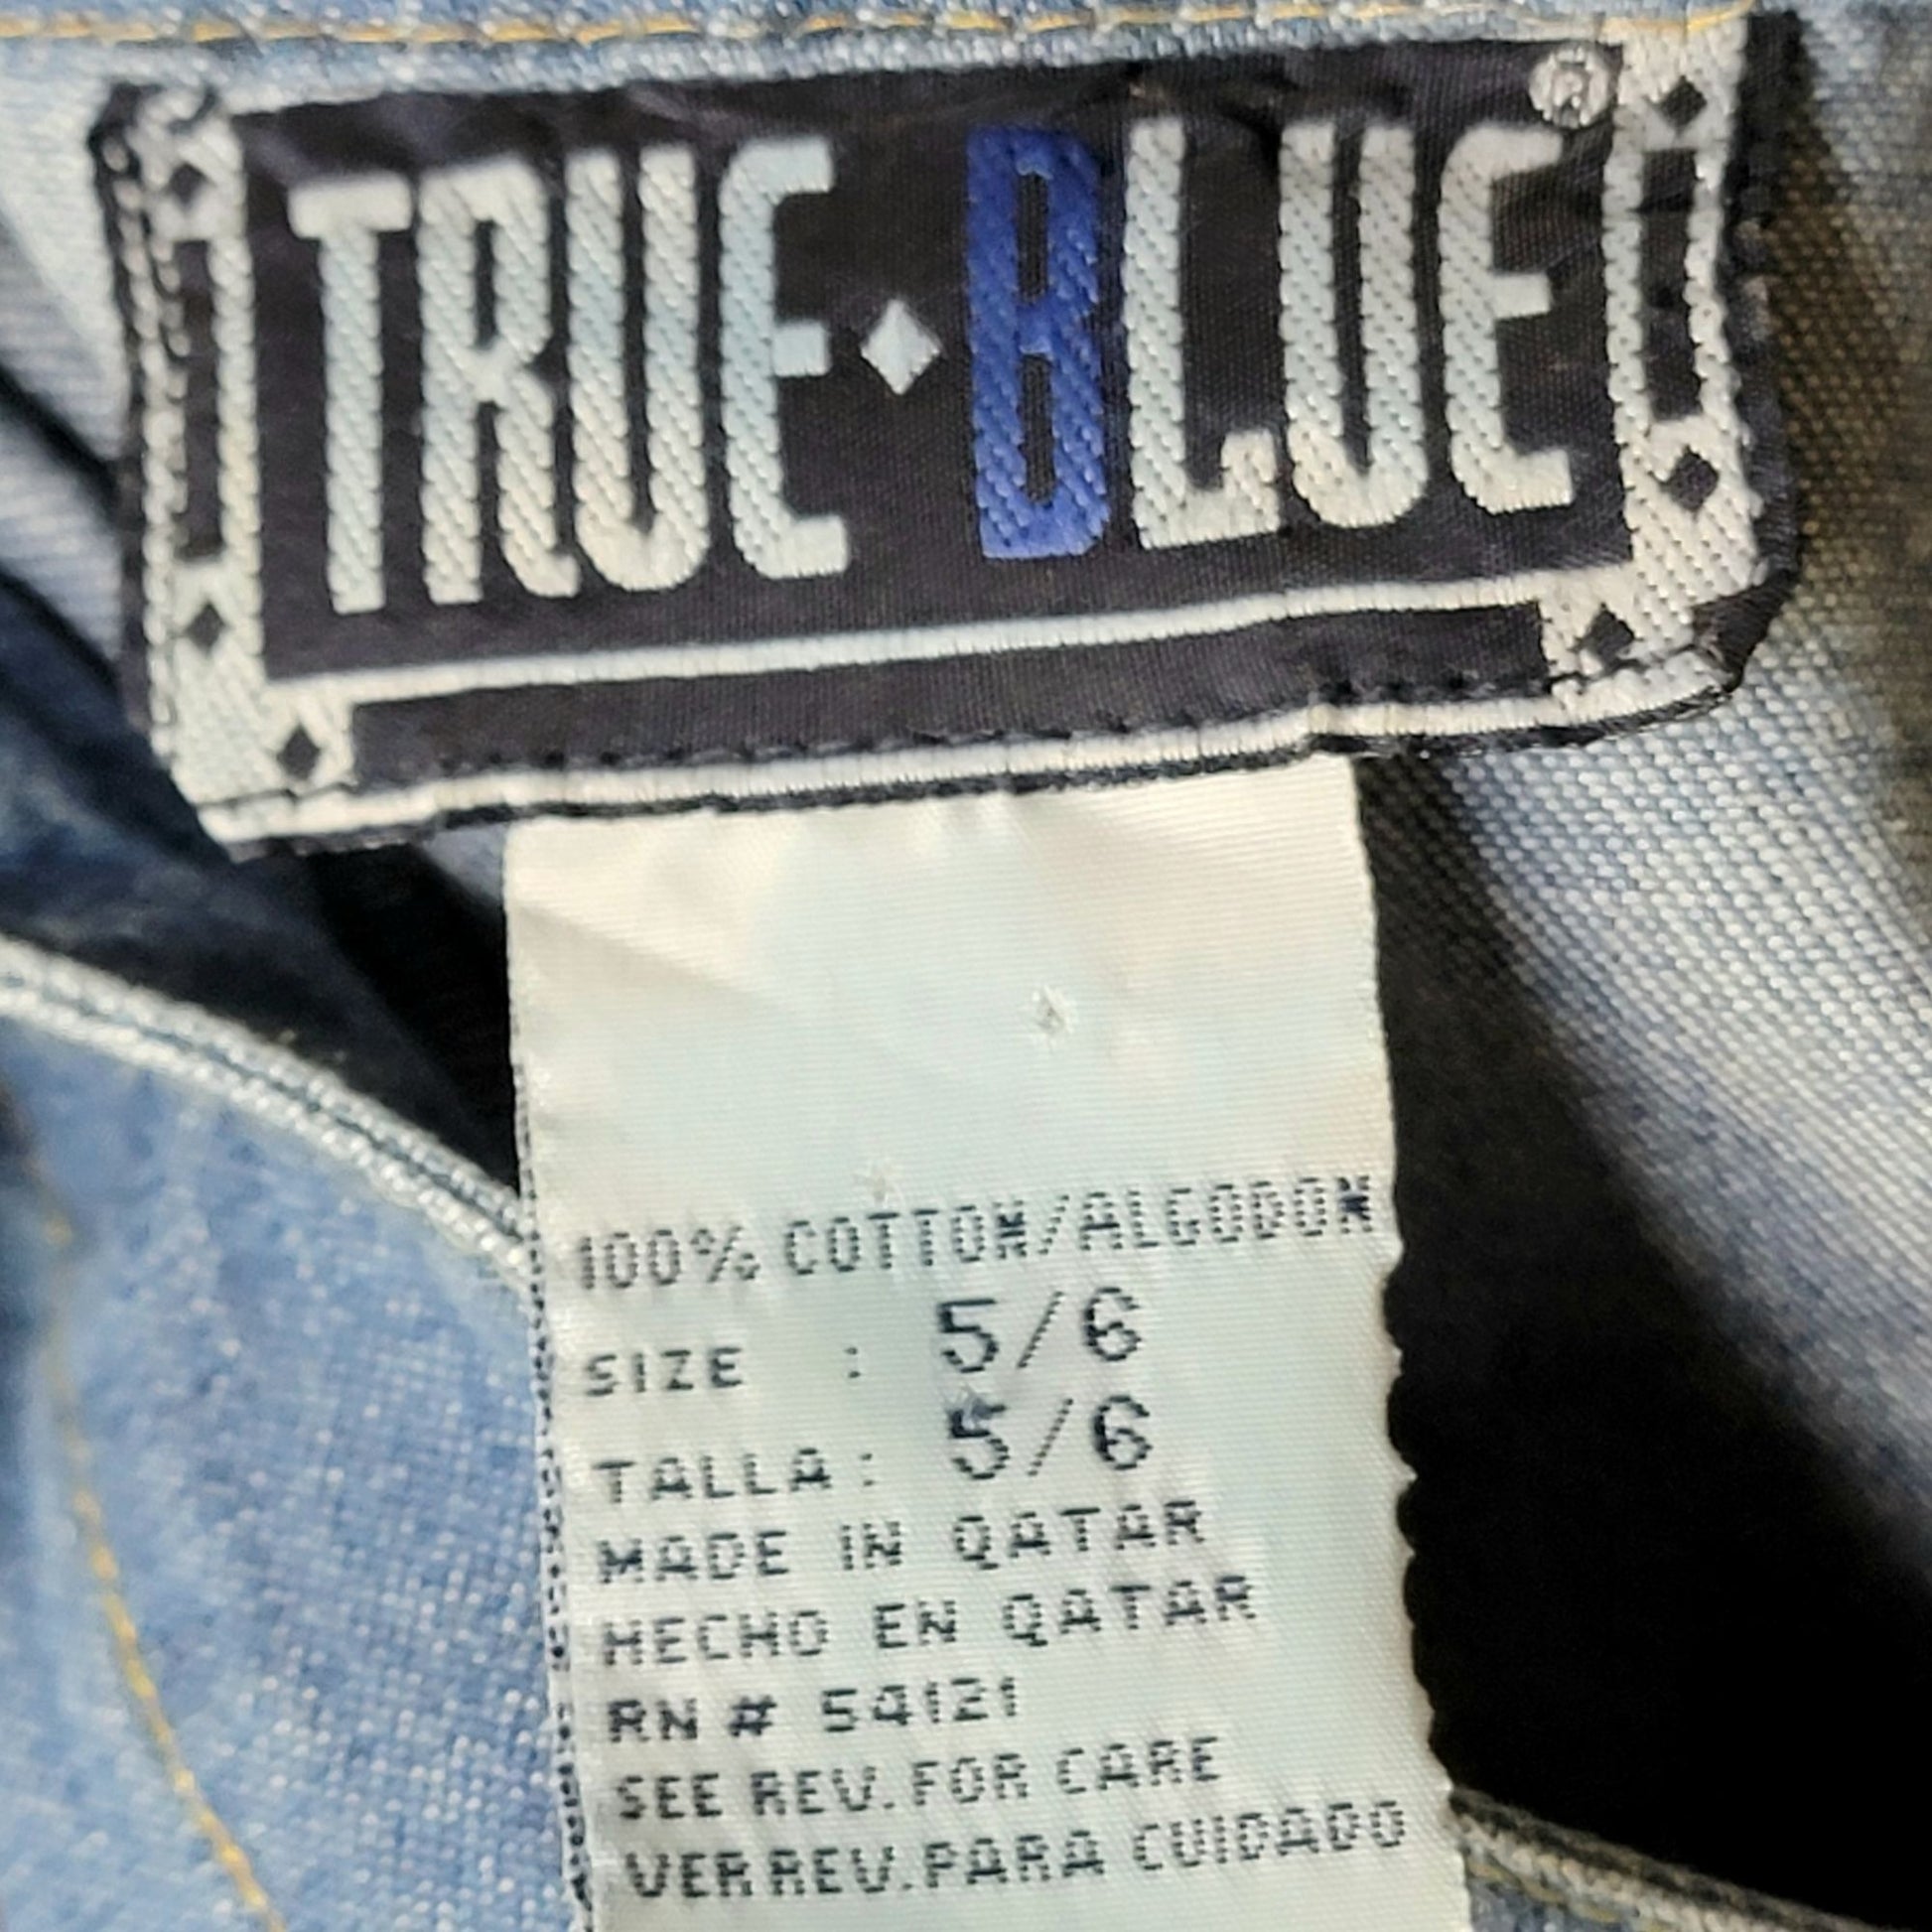 TRUE BLUE ®
100% COTTON/ALGODON
SIZE : 5/6
TALLA : 5/6
MADE IN QATAR
HECHO EN QATAR
RN # 54121
SEE REV. FOR CARE
VER REV. PARA CUIDADO